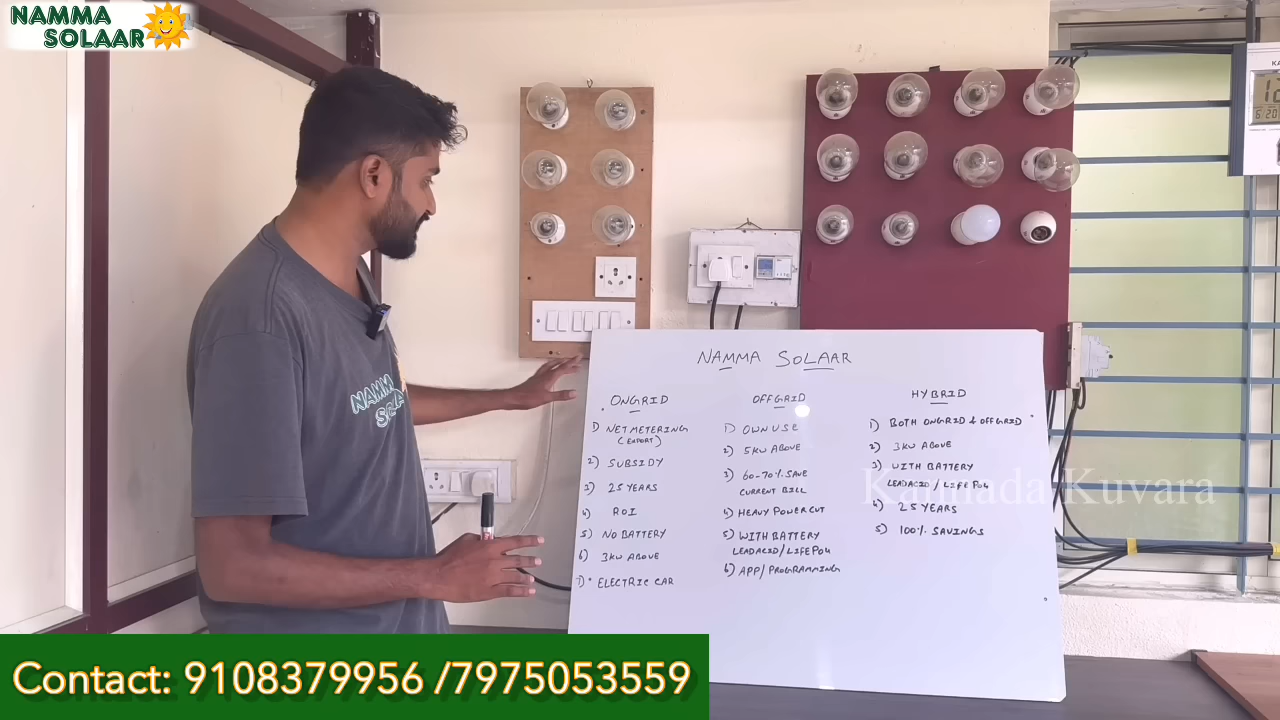 NAMMA
SOLAAR
NAMMA SOLAAR
ONGRID
1) NET METERING
(EXPORT)
2) SUBSIDY
3) 25 YEARS
4) ROI
5) NO BATTERY
6) 3KW ABOVE
7) ELECTRIC CAR
OFFGRID
1) OWN USE
2) 5KW ABOVE
3) 60-70% SAVE
CURRENT BILL
4) HEAVY POWERCUT
5) WITH BATTERY
LEADACID/LIFEPO4
6) APP/PROGRAMMING
HYBRID
1) BOTH ONGRID & OFFGRID
2) 3KW ABOVE
3) WITH BATTERY
LEADACID/LIFEPO4
4) 25 YEARS
5) 100% SAVINGS
Kannada Kuvara
NAMMA
SOLAAR
Contact: 9108379956 /7975053559